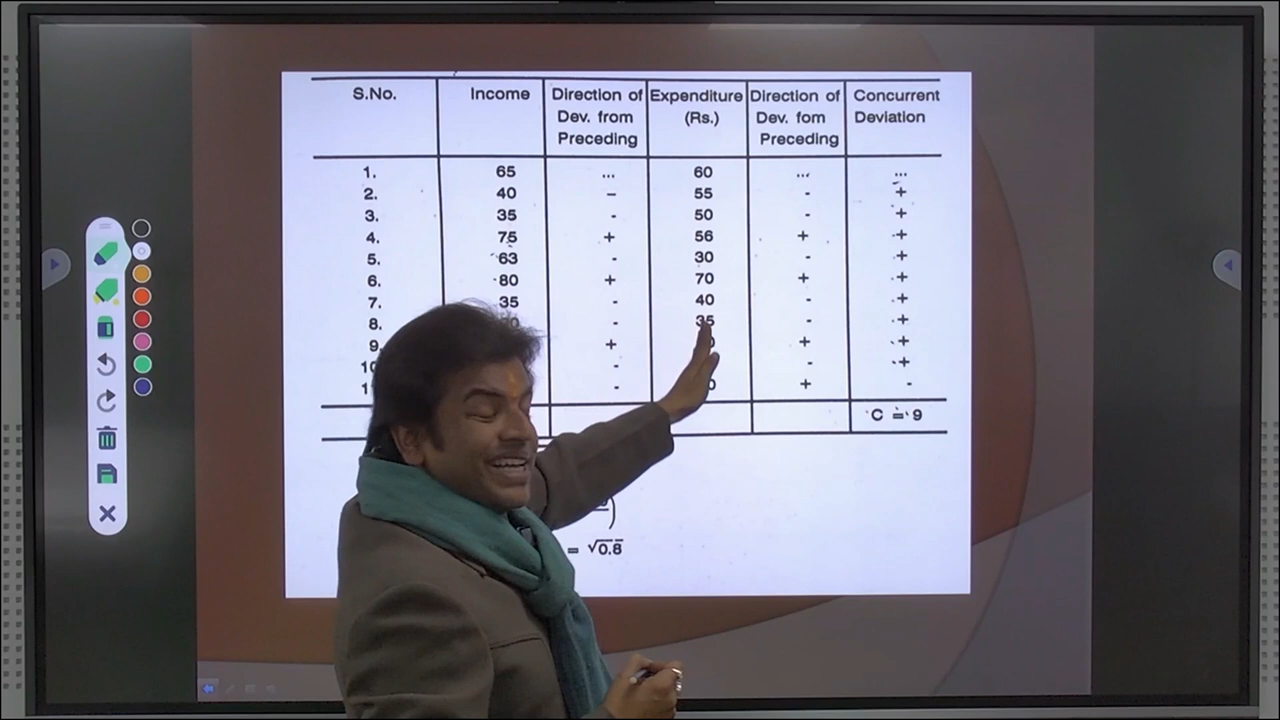 S.No. Income Direction of Dev. from Preceding Expenditure (Rs.) Direction of Dev. fom Preceding Concurrent Deviation
1. 65 ... 60 ... ...
2. 40 – 55 - +
3. 35 - 50 - +
4. 75 + 56 + +
5. 63 - 30 - +
6. 80 + 70 + +
7. 35 - 40 - +
8. - 35 - +
9. + + +
- - +
- + -
C = 9
= √0.8